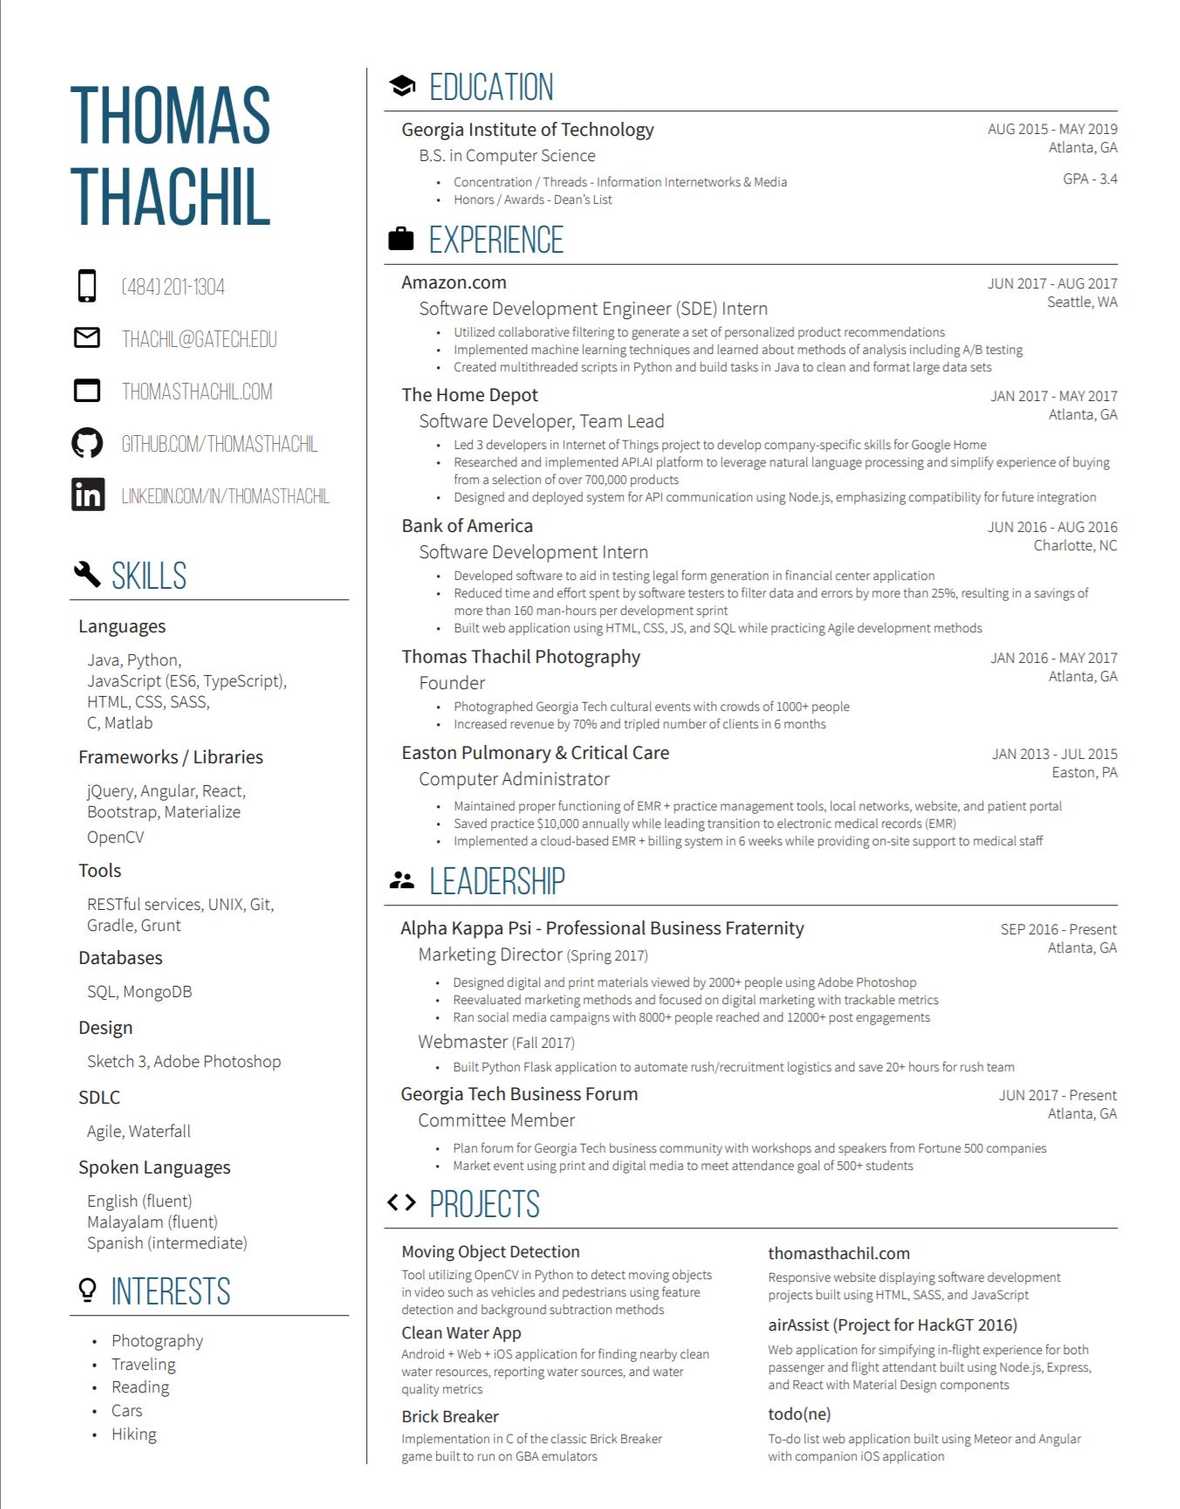 THOMAS
THACHIL
(484) 201-1304
THACHIL@GATECH.EDU
THOMASTHACHIL.COM
GITHUB.COM/THOMASTHACHIL
LINKEDIN.COM/IN/THOMASTHACHIL
SKILLS
Languages
Java, Python,
JavaScript (ES6, TypeScript),
HTML, CSS, SASS,
C, Matlab
Frameworks / Libraries
jQuery, Angular, React,
Bootstrap, Materialize
OpenCV
Tools
RESTful services, UNIX, Git,
Gradle, Grunt
Databases
SQL, MongoDB
Design
Sketch 3, Adobe Photoshop
SDLC
Agile, Waterfall
Spoken Languages
English (fluent)
Malayalam (fluent)
Spanish (intermediate)
INTERESTS
• Photography
• Traveling
• Reading
• Cars
• Hiking
EDUCATION
Georgia Institute of Technology
AUG 2015 - MAY 2019
B.S. in Computer Science
Atlanta, GA
GPA - 3.4
• Concentration / Threads - Information Internetworks & Media
• Honors / Awards - Dean's List
EXPERIENCE
Amazon.com
JUN 2017 - AUG 2017
Software Development Engineer (SDE) Intern
Seattle, WA
• Utilized collaborative filtering to generate a set of personalized product recommendations
• Implemented machine learning techniques and learned about methods of analysis including A/B testing
• Created multithreaded scripts in Python and build tasks in Java to clean and format large data sets
The Home Depot
JAN 2017 - MAY 2017
Software Developer, Team Lead
Atlanta, GA
• Led 3 developers in Internet of Things project to develop company-specific skills for Google Home
• Researched and implemented API.AI platform to leverage natural language processing and simplify experience of buying
from a selection of over 700,000 products
• Designed and deployed system for API communication using Node.js, emphasizing compatibility for future integration
Bank of America
JUN 2016 - AUG 2016
Software Development Intern
Charlotte, NC
• Developed software to aid in testing legal form generation in financial center application
• Reduced time and effort spent by software testers to filter data and errors by more than 25%, resulting in a savings of
more than 160 man-hours per development sprint
• Built web application using HTML, CSS, JS, and SQL while practicing Agile development methods
Thomas Thachil Photography
JAN 2016 - MAY 2017
Founder
Atlanta, GA
• Photographed Georgia Tech cultural events with crowds of 1000+ people
• Increased revenue by 70% and tripled number of clients in 6 months
Easton Pulmonary & Critical Care
JAN 2013 - JUL 2015
Computer Administrator
Easton, PA
• Maintained proper functioning of EMR + practice management tools, local networks, website, and patient portal
• Saved practice $10,000 annually while leading transition to electronic medical records (EMR)
• Implemented a cloud-based EMR + billing system in 6 weeks while providing on-site support to medical staff
LEADERSHIP
Alpha Kappa Psi - Professional Business Fraternity
SEP 2016 - Present
Marketing Director (Spring 2017)
Atlanta, GA
• Designed digital and print materials viewed by 2000+ people using Adobe Photoshop
• Reevaluated marketing methods and focused on digital marketing with trackable metrics
• Ran social media campaigns with 8000+ people reached and 12000+ post engagements
Webmaster (Fall 2017)
• Built Python Flask application to automate rush/recruitment logistics and save 20+ hours for rush team
Georgia Tech Business Forum
JUN 2017 - Present
Committee Member
Atlanta, GA
• Plan forum for Georgia Tech business community with workshops and speakers from Fortune 500 companies
• Market event using print and digital media to meet attendance goal of 500+ students
PROJECTS
Moving Object Detection
Tool utilizing OpenCV in Python to detect moving objects
in video such as vehicles and pedestrians using feature
detection and background subtraction methods
Clean Water App
Android + Web + iOS application for finding nearby clean
water resources, reporting water sources, and water
quality metrics
Brick Breaker
Implementation in C of the classic Brick Breaker
game built to run on GBA emulators
thomasthachil.com
Responsive website displaying software development
projects built using HTML, SASS, and JavaScript
airAssist (Project for HackGT 2016)
Web application for simpifying in-flight experience for both
passenger and flight attendant built using Node.js, Express,
and React with Material Design components
todo(ne)
To-do list web application built using Meteor and Angular
with companion iOS application